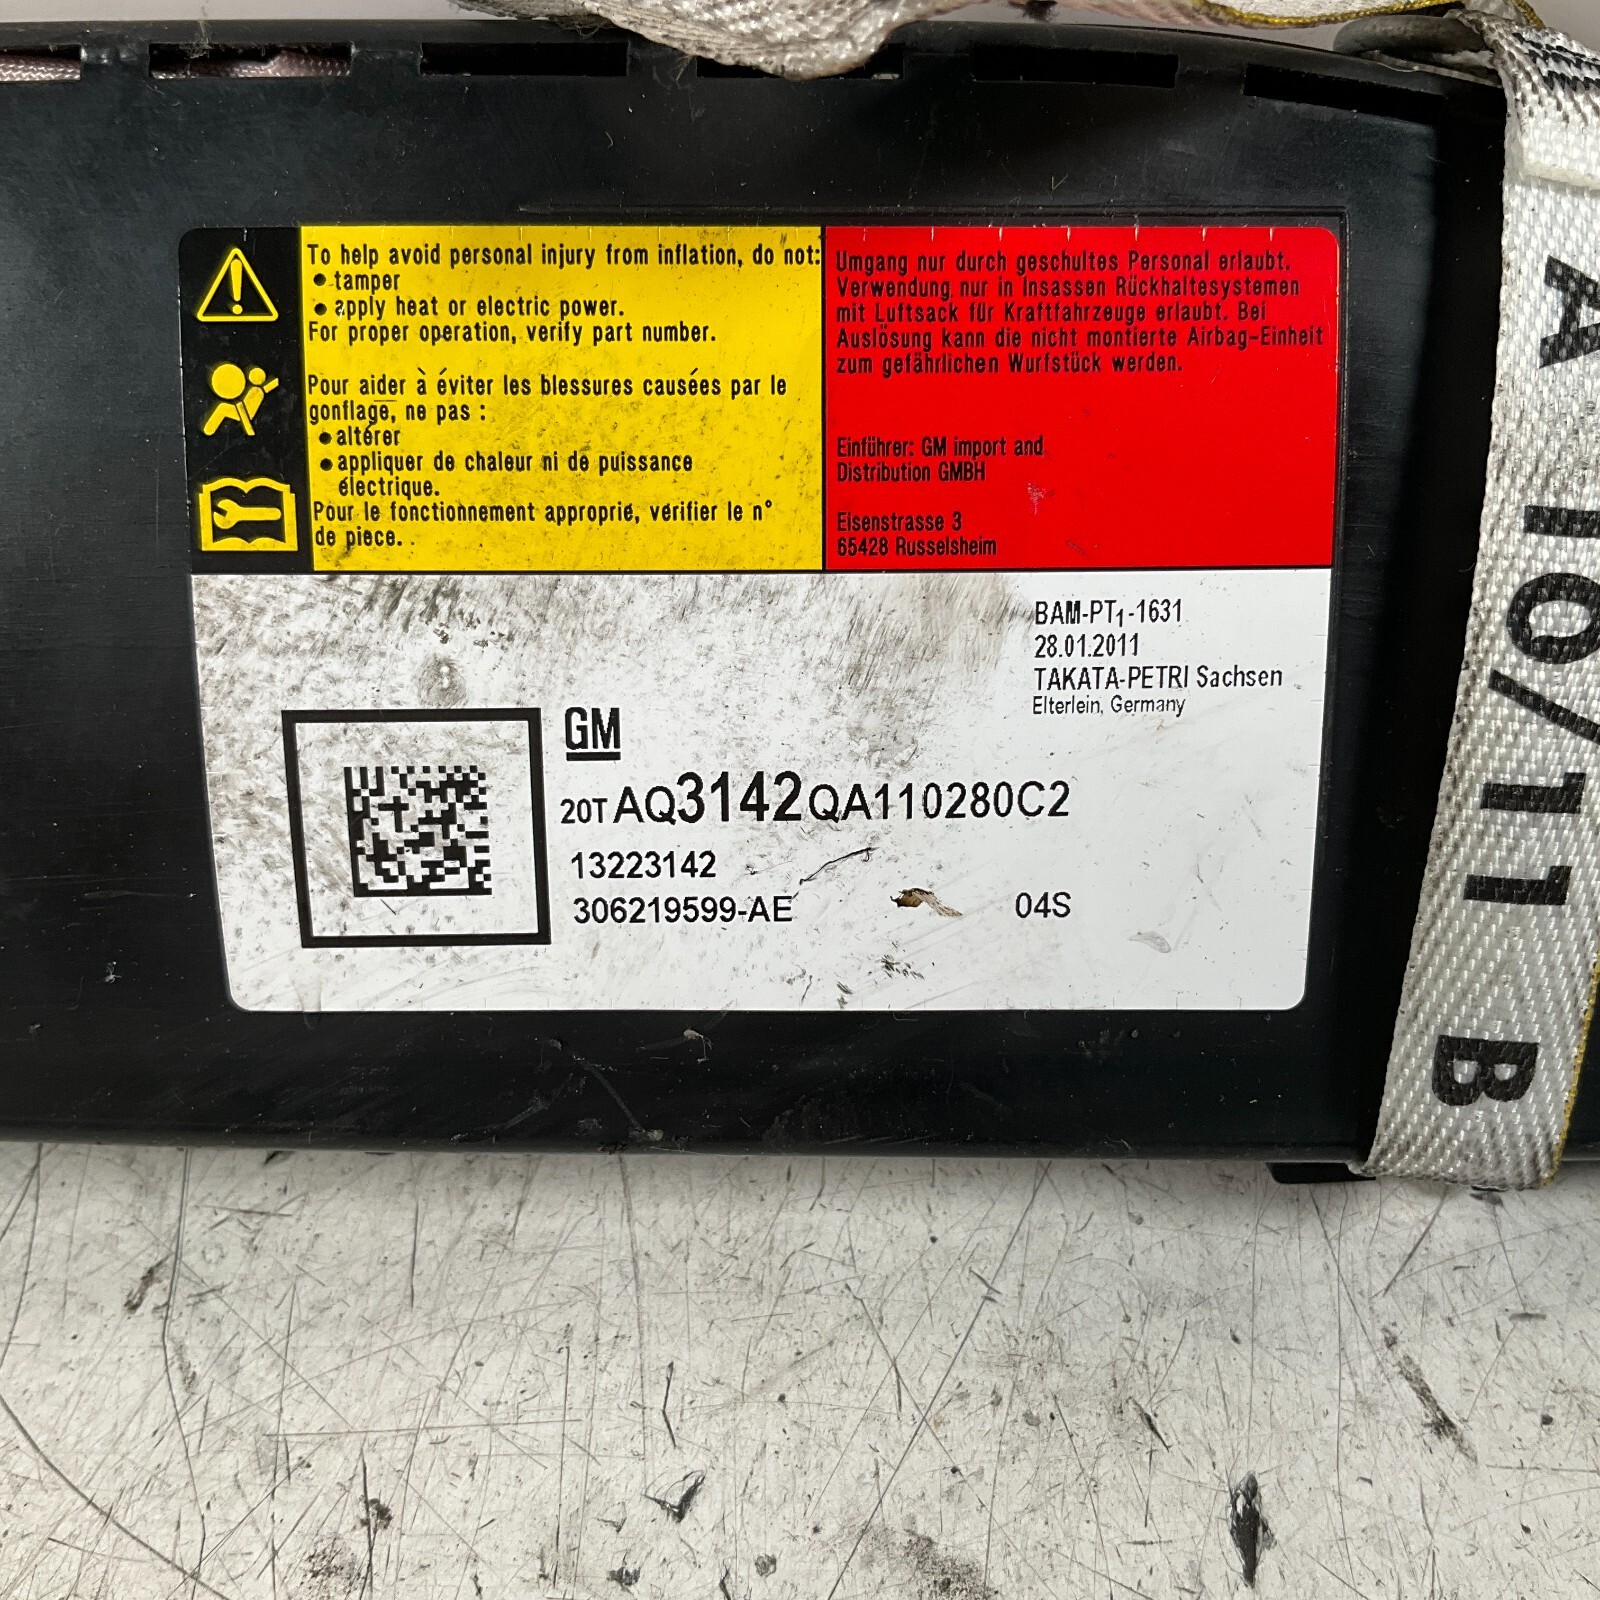 To help avoid personal injury from inflation, do not:
• tamper
• apply heat or electric power.
For proper operation, verify part number.
Pour aider à éviter les blessures causées par le
gonflage, ne pas :
• altérer
• appliquer de chaleur ni de puissance
électrique.
Pour le fonctionnement approprié, vérifier le n°
de piece.
Umgang nur durch geschultes Personal erlaubt.
Verwendung nur in Insassen Rückhaltesystemen
mit Luftsack für Kraftfahrzeuge erlaubt. Bei
Auslösung kann die nicht montierte Airbag-Einheit
zum gefährlichen Wurfstück werden.
Einführer: GM import and
Distribution GMBH
Eisenstrasse 3
65428 Russelsheim
BAM-PT1-1631
28.01.2011
TAKATA-PETRI Sachsen
Elterlein, Germany
GM
20T AQ3142QA110280C2
13223142
306219599-AE 04S
A 10/11 B